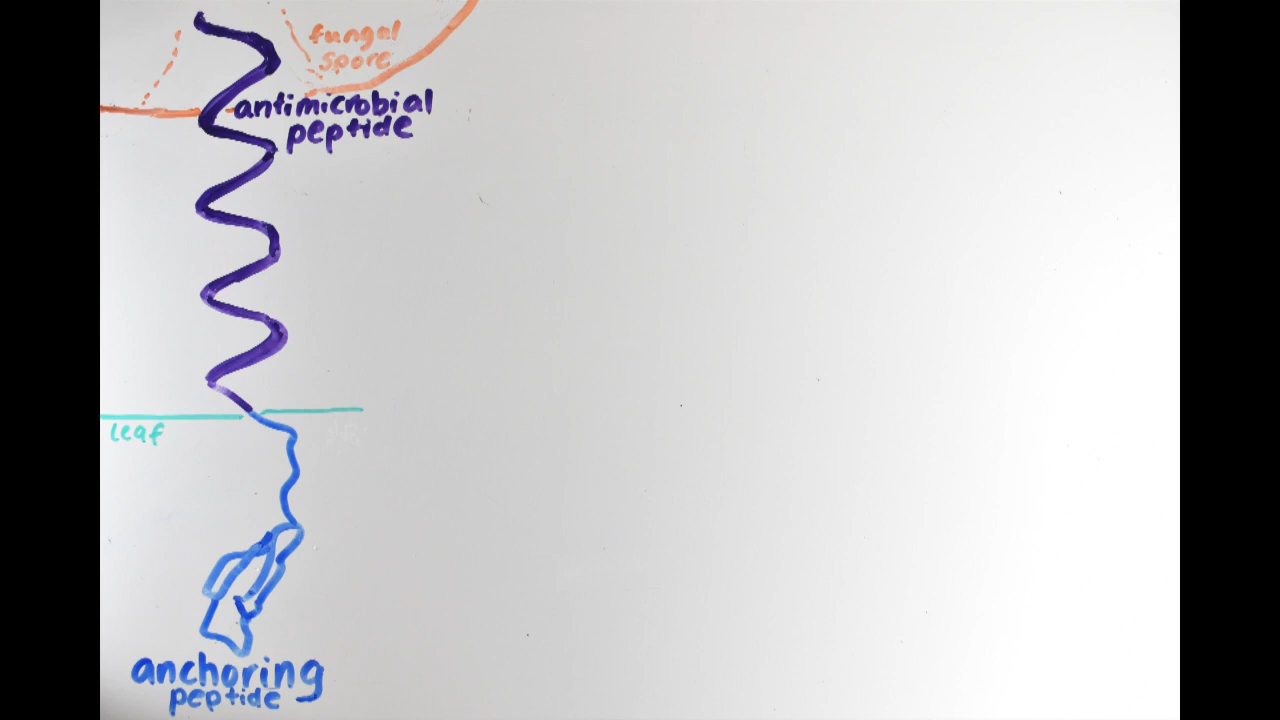 fungal
spore
antimicrobial
peptide
leaf
anchoring
peptide